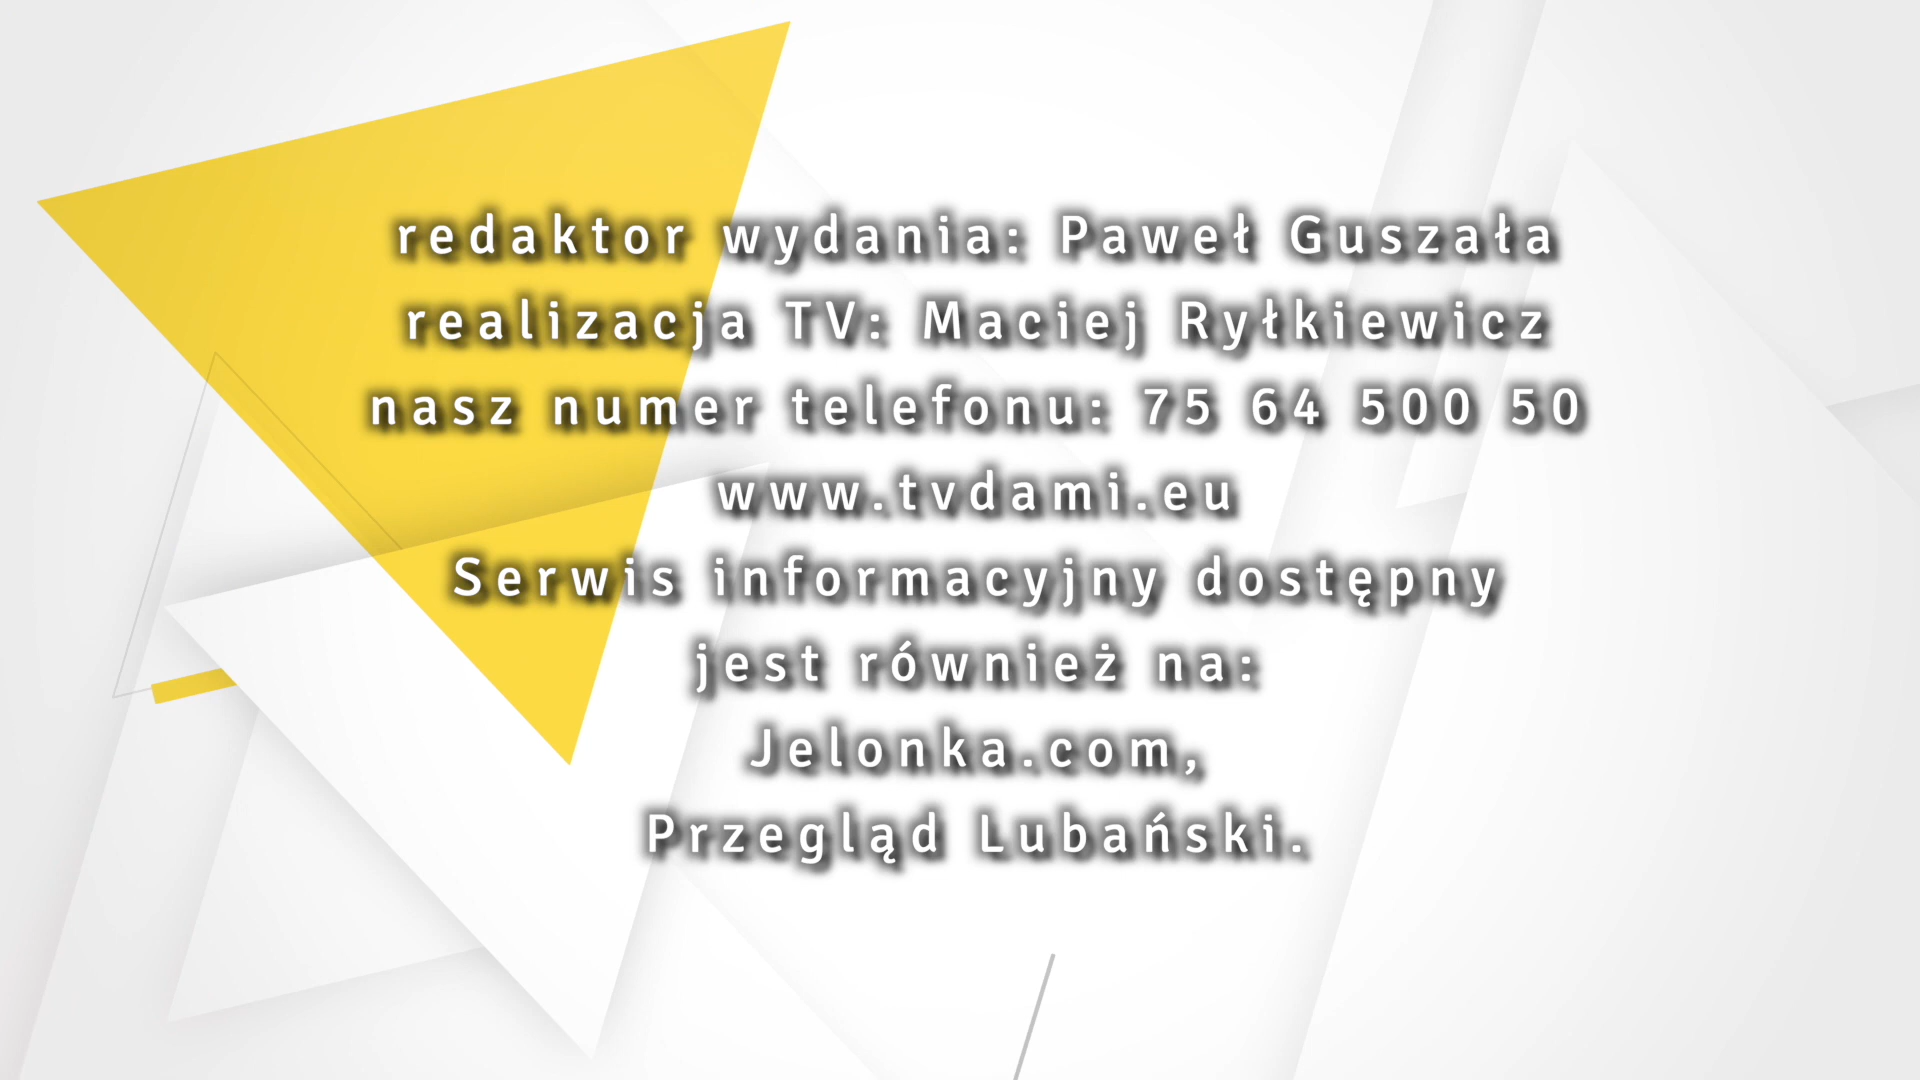 redaktor wydania: Paweł Guszała
realizacja TV: Maciej Ryłkiewicz
nasz numer telefonu: 75 64 500 50
www.tvdami.eu
Serwis informacyjny dostępny
jest również na:
Jelonka.com,
Przegląd Lubański.